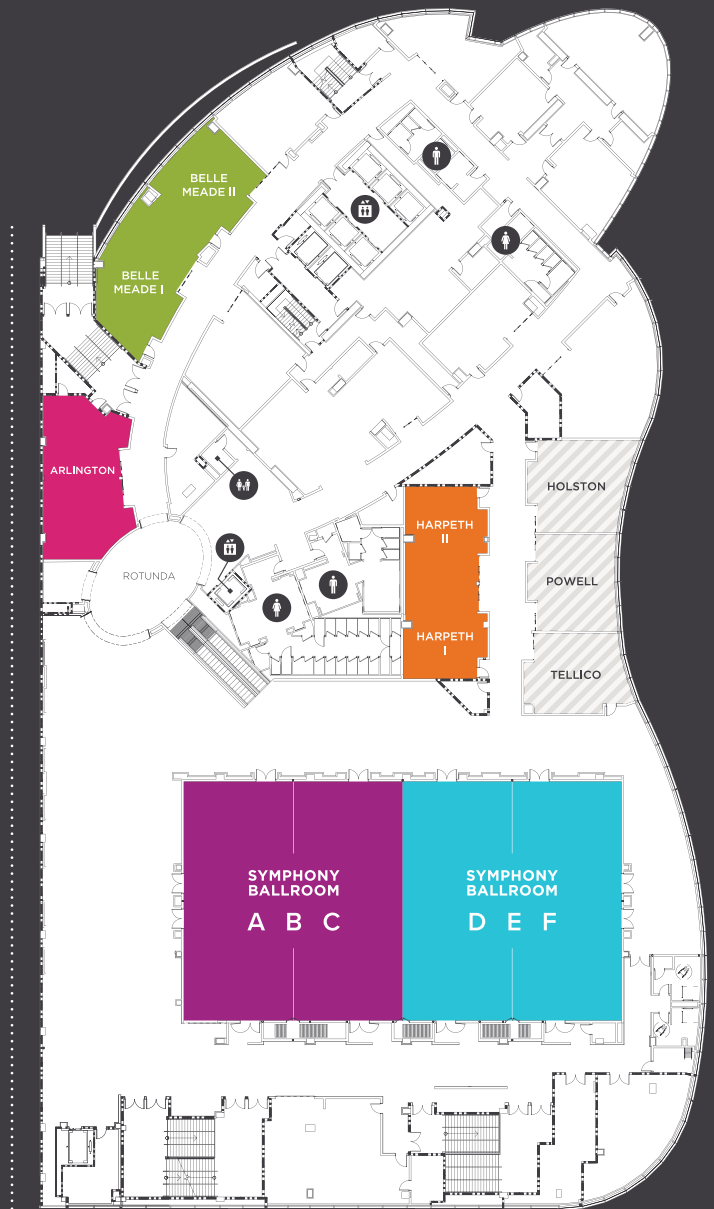 BELLE
MEADE II
BELLE
MEADE I
ARLINGTON
HOLSTON
HARPETH
II
ROTUNDA
POWELL
HARPETH
I
TELLICO
SYMPHONY
BALLROOM
A B C
SYMPHONY
BALLROOM
D E F